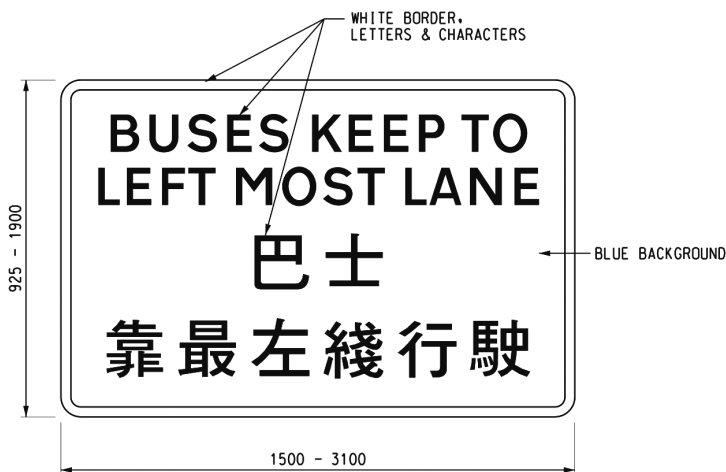 WHITE BORDER,
LETTERS & CHARACTERS
BUSES KEEP TO
LEFT MOST LANE
巴士
靠最左綫行駛
BLUE BACKGROUND
925 - 1900
1500 - 3100